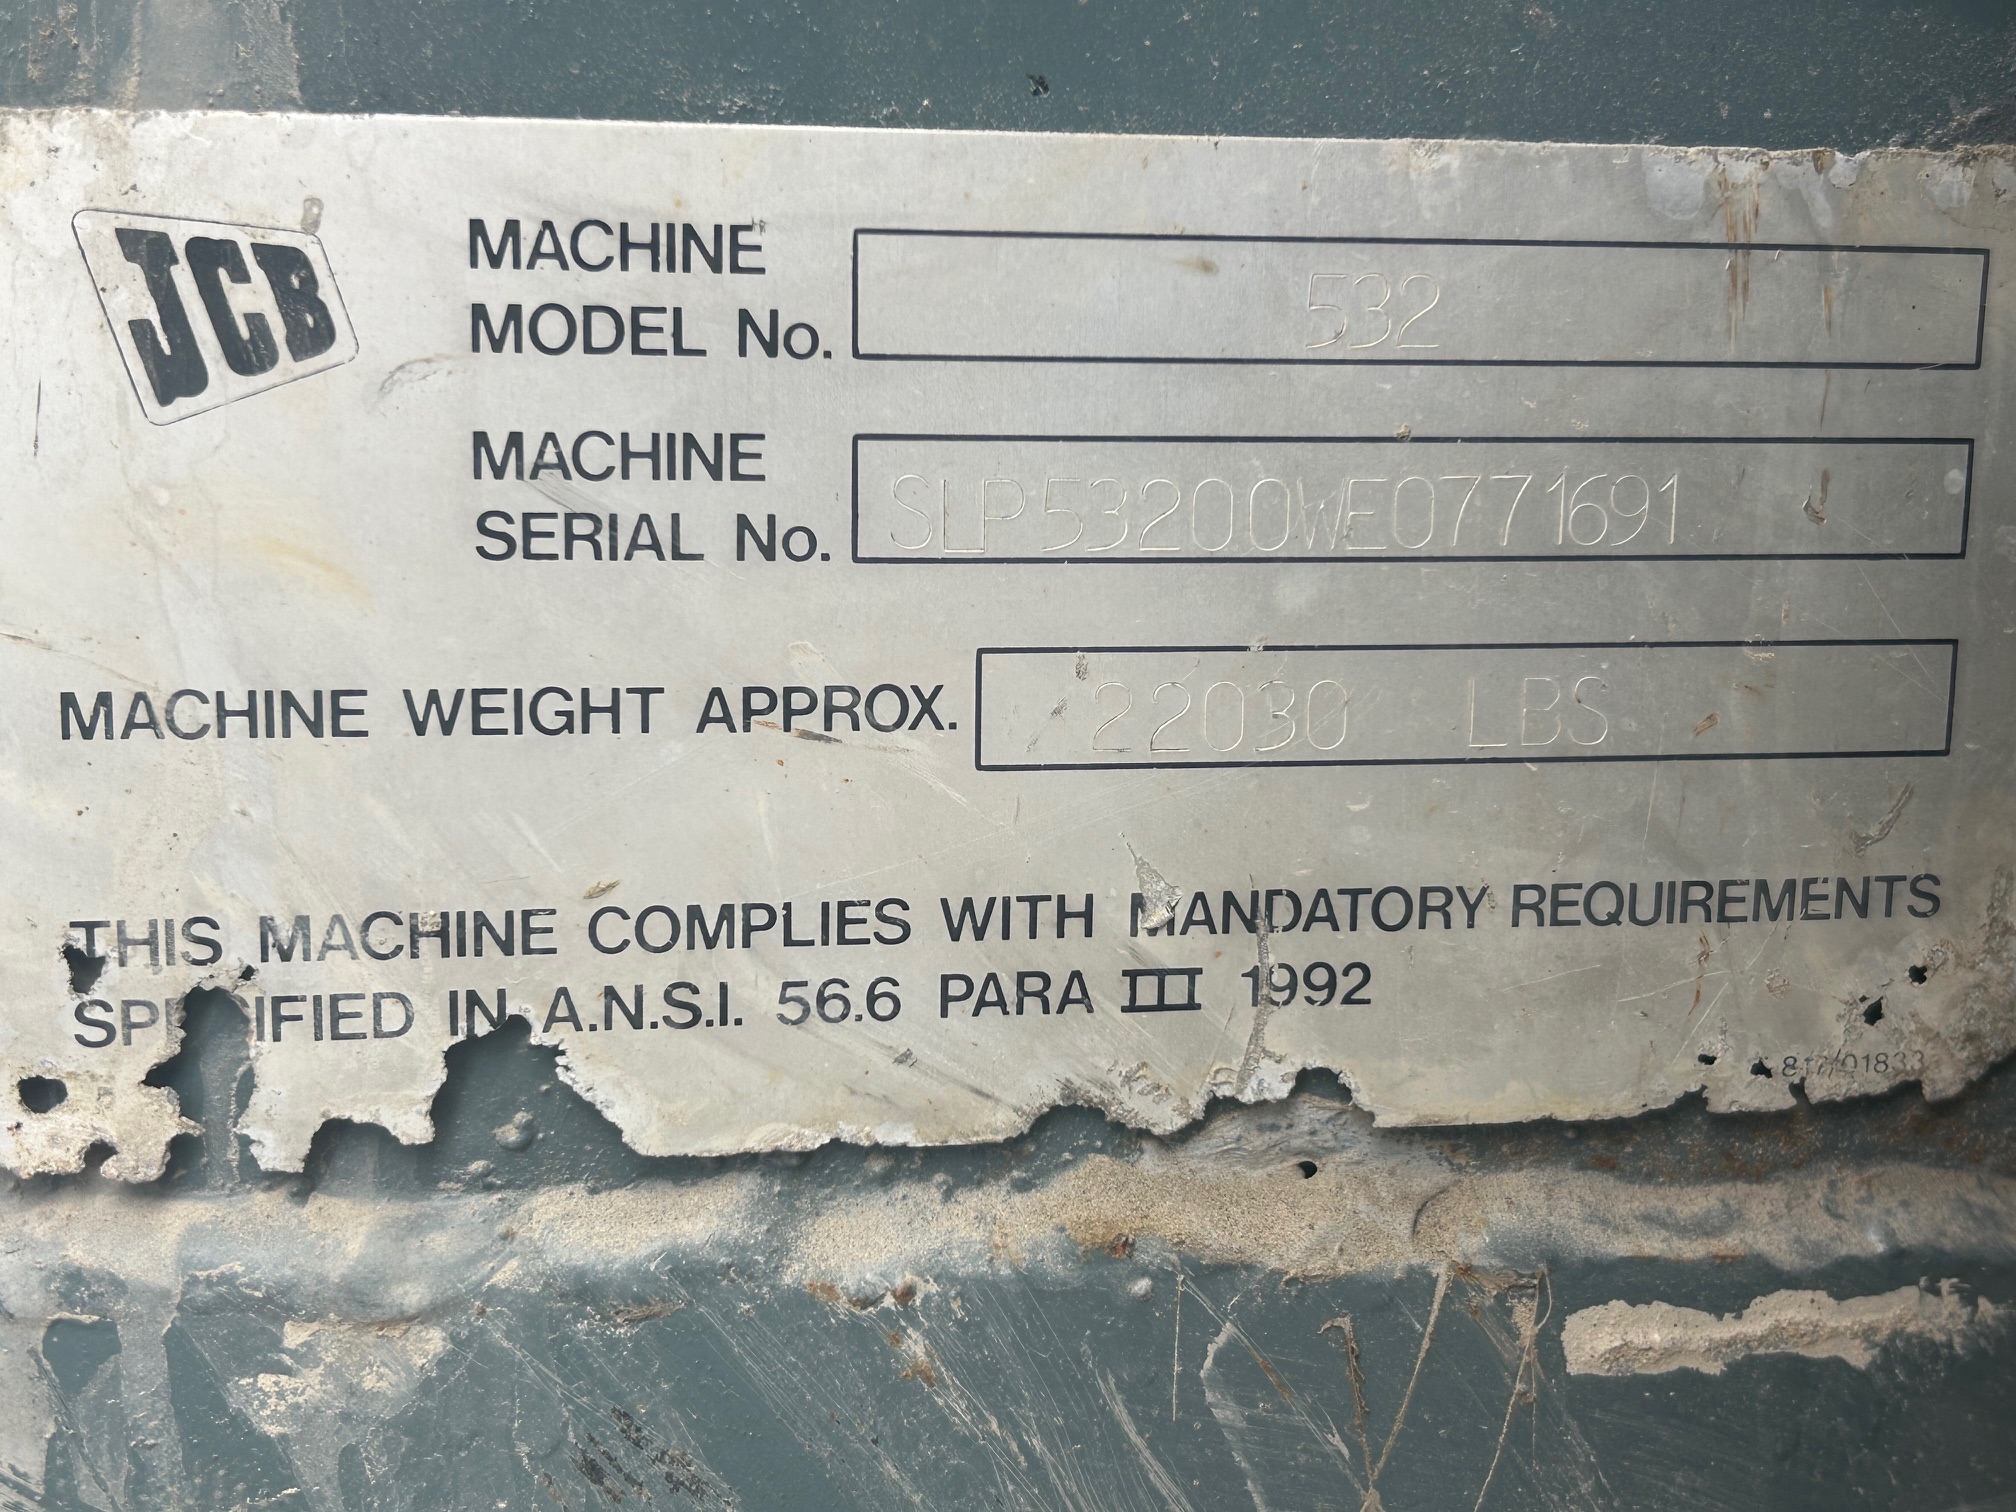 JCB
MACHINE
MODEL No. 532
MACHINE
SERIAL No. SLP53200WE0771691
MACHINE WEIGHT APPROX. 22030 LBS
THIS MACHINE COMPLIES WITH MANDATORY REQUIREMENTS
IN A.N.S.I. 56.6 PARA III 1992